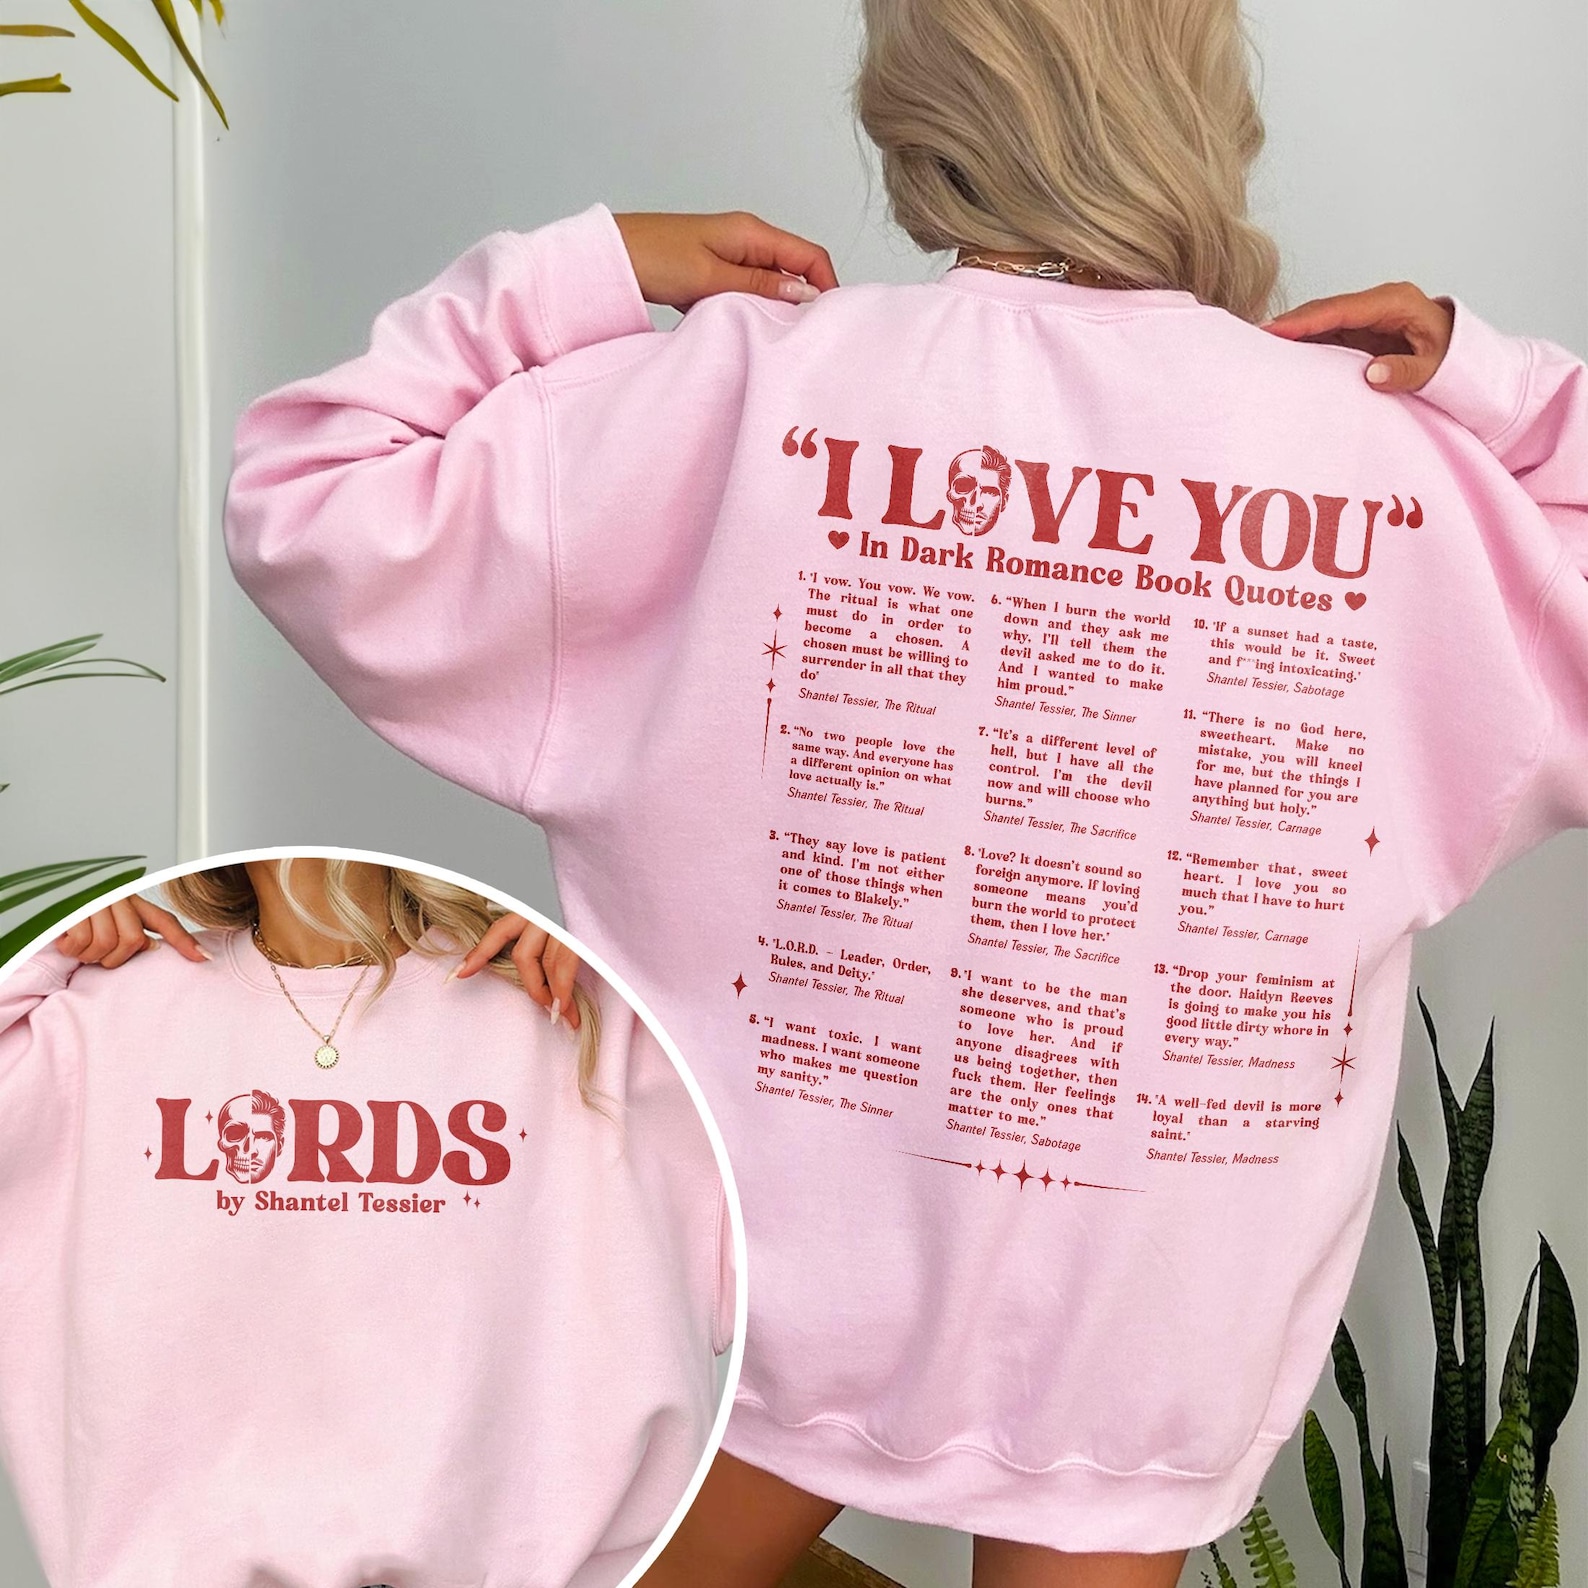 “I LOVE YOU“
In Dark Romance Book Quotes
1. 'I vow. You vow. We vow.
The ritual is what one
must do in order to
become a chosen. A
chosen must be willing to
surrender in all that they
do'
Shantel Tessier, The Ritual
2. “No two people love the
same way. And everyone has
a different opinion on what
love actually is.”
Shantel Tessier, The Ritual
3. “They say love is patient
and kind. I'm not either
one of those things when
it comes to Blakely.”
Shantel Tessier, The Ritual
4. 'L.O.R.D. – Leader, Order,
Rules, and Deity.'
Shantel Tessier, The Ritual
5. “I want toxic. I want
madness. I want someone
who makes me question
my sanity.”
Shantel Tessier, The Sinner
6. “When I burn the world
down and they ask me
why, I'll tell them the
devil asked me to do it.
And I wanted to make
him proud.”
Shantel Tessier, The Sinner
7. “It's a different level of
hell, but I have all the
control. I'm the devil
now and will choose who
burns.”
Shantel Tessier, The Sacrifice
8. 'Love? It doesn't sound so
foreign anymore. If loving
someone means you'd
burn the world to protect
them, then I love her.'
Shantel Tessier, The Sacrifice
9. 'I want to be the man
she deserves, and that's
someone who is proud
to love her. And if
anyone disagrees with
us being together, then
fuck them. Her feelings
are the only ones that
matter to me.”
Shantel Tessier, Sabotage
10. 'If a sunset had a taste,
this would be it. Sweet
and f***ing intoxicating.'
Shantel Tessier, Sabotage
11. “There is no God here,
sweetheart. Make no
mistake, you will kneel
for me, but the things I
have planned for you are
anything but holy.”
Shantel Tessier, Carnage
12. “Remember that, sweet
heart. I love you so
much that I have to hurt
you.”
Shantel Tessier, Carnage
13. “Drop your feminism at
the door. Haidyn Reeves
is going to make you his
good little dirty whore in
every way.”
Shantel Tessier, Madness
14. 'A well-fed devil is more
loyal than a starving
saint.'
Shantel Tessier, Madness
LORDS
by Shantel Tessier